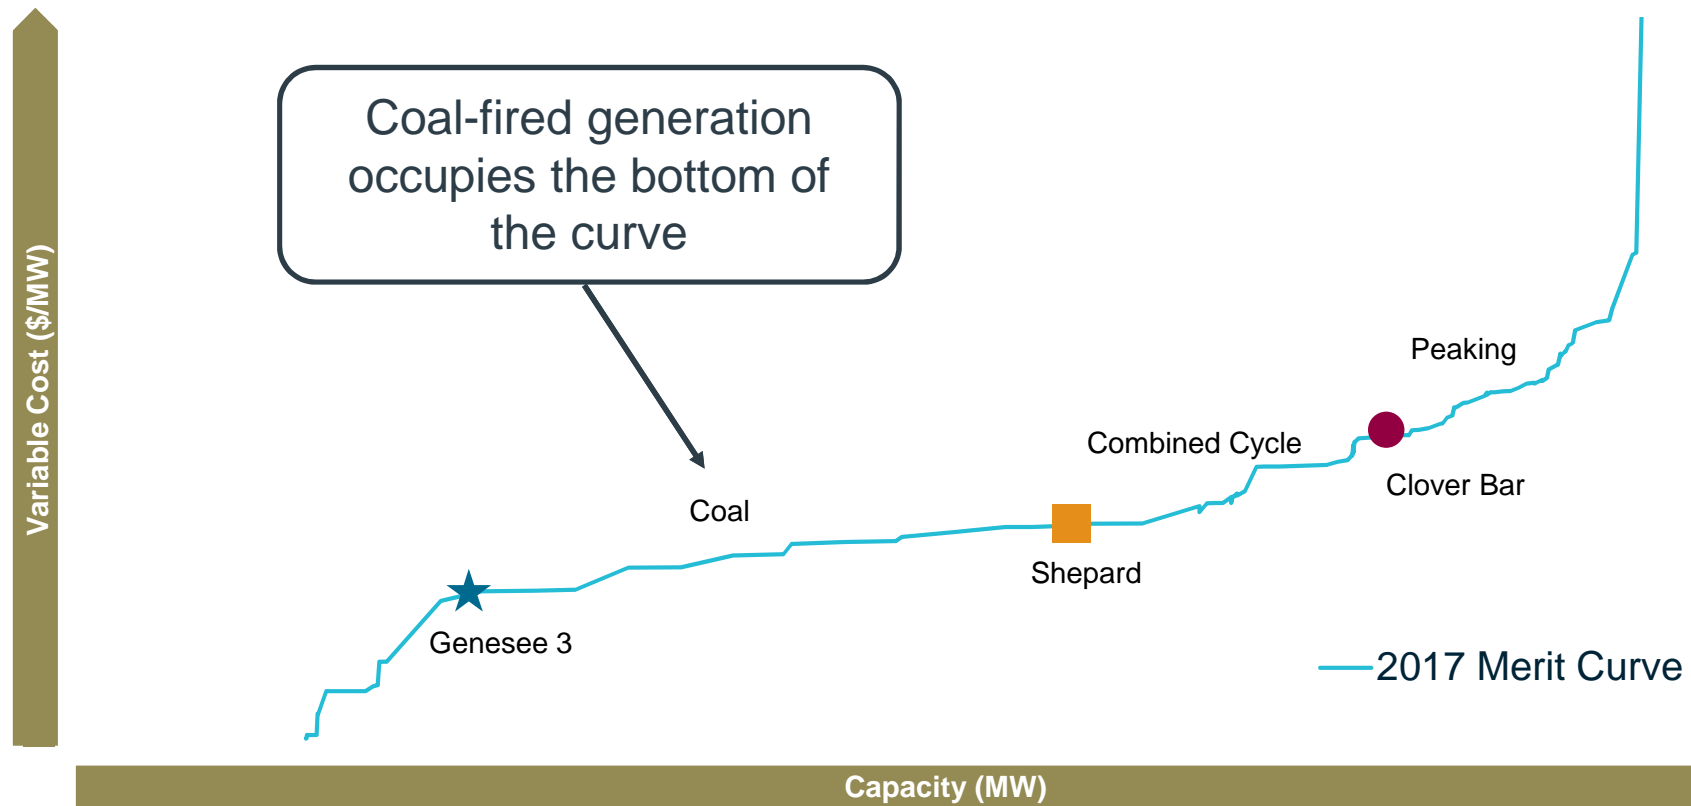 Coal-fired generation
occupies the bottom of
the curve
Variable Cost ($/MW)
Peaking
Combined Cycle
Clover Bar
Coal
Shepard
Genesee 3
2017 Merit Curve
Capacity (MW)